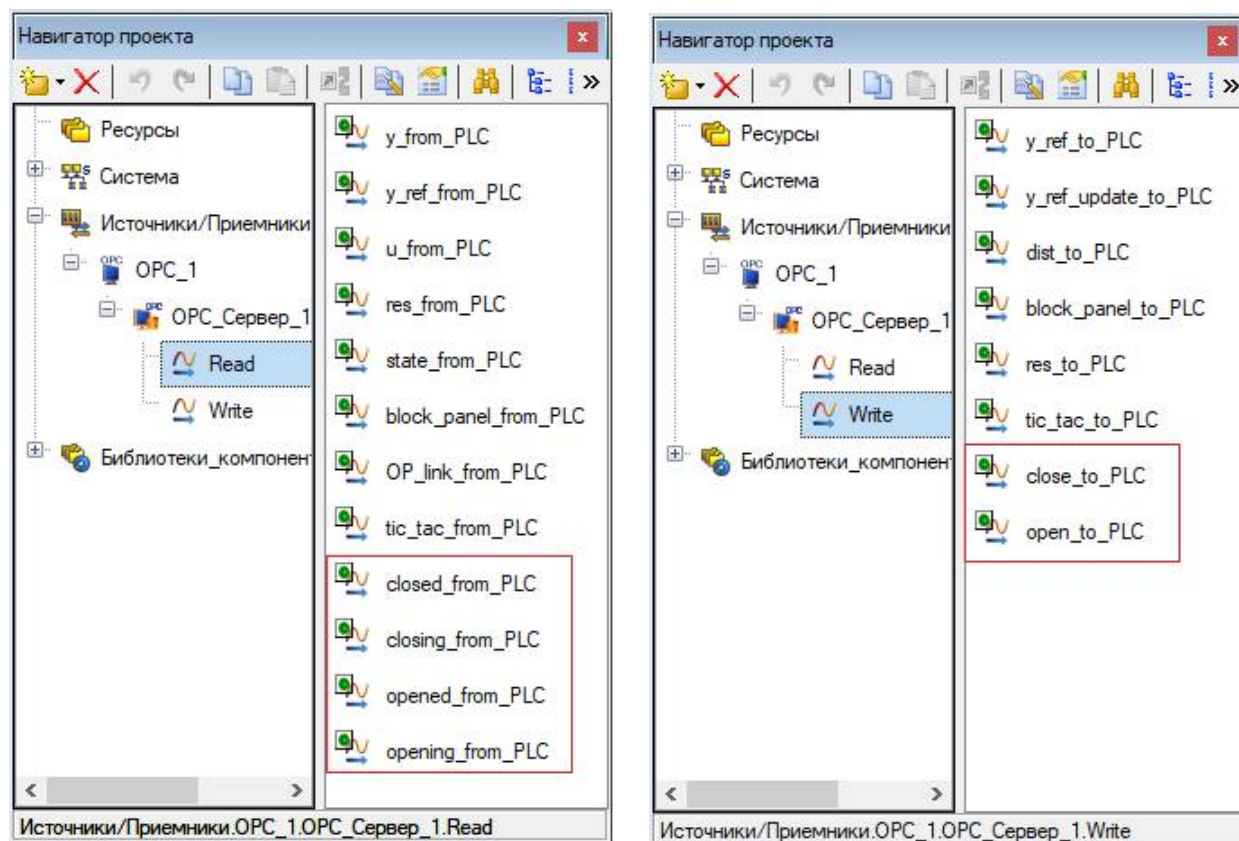 Навигатор проекта
Ресурсы
Система
Источники/Приемники
OPC_1
OPC_Сервер_1
Read
Write
Библиотеки_компонен
y_from_PLC
y_ref_from_PLC
u_from_PLC
res_from_PLC
state_from_PLC
block_panel_from_PLC
OP_link_from_PLC
tic_tac_from_PLC
closed_from_PLC
closing_from_PLC
opened_from_PLC
opening_from_PLC
Источники/Приемники.OPC_1.OPC_Сервер_1.Read
Навигатор проекта
Ресурсы
Система
Источники/Приемники
OPC_1
OPC_Сервер_1
Read
Write
Библиотеки_компонен
y_ref_to_PLC
y_ref_update_to_PLC
dist_to_PLC
block_panel_to_PLC
res_to_PLC
tic_tac_to_PLC
close_to_PLC
open_to_PLC
Источники/Приемники.OPC_1.OPC_Сервер_1.Write